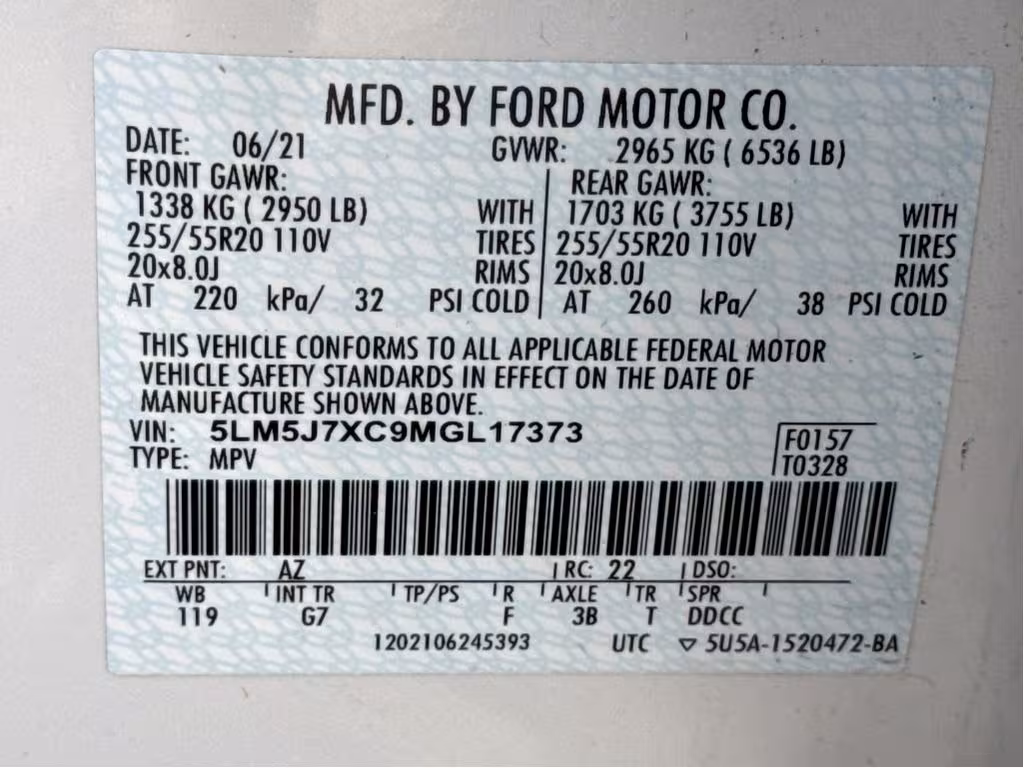 MFD. BY FORD MOTOR CO.
DATE: 06/21 GVWR: 2965 KG ( 6536 LB)
FRONT GAWR: REAR GAWR:
1338 KG ( 2950 LB) WITH 1703 KG ( 3755 LB) WITH
255/55R20 110V TIRES 255/55R20 110V TIRES
20x8.0J RIMS 20x8.0J RIMS
AT 220 kPa/ 32 PSI COLD AT 260 kPa/ 38 PSI COLD
THIS VEHICLE CONFORMS TO ALL APPLICABLE FEDERAL MOTOR
VEHICLE SAFETY STANDARDS IN EFFECT ON THE DATE OF
MANUFACTURE SHOWN ABOVE.
VIN: 5LM5J7XC9MGL17373 F0157
TYPE: MPV T0328
EXT PNT: AZ RC: 22 DSO:
WB INT TR TP/PS R AXLE TR SPR
119 G7 F 3B T DDCC
1202106245393 UTC ▽ 5U5A-1520472-BA